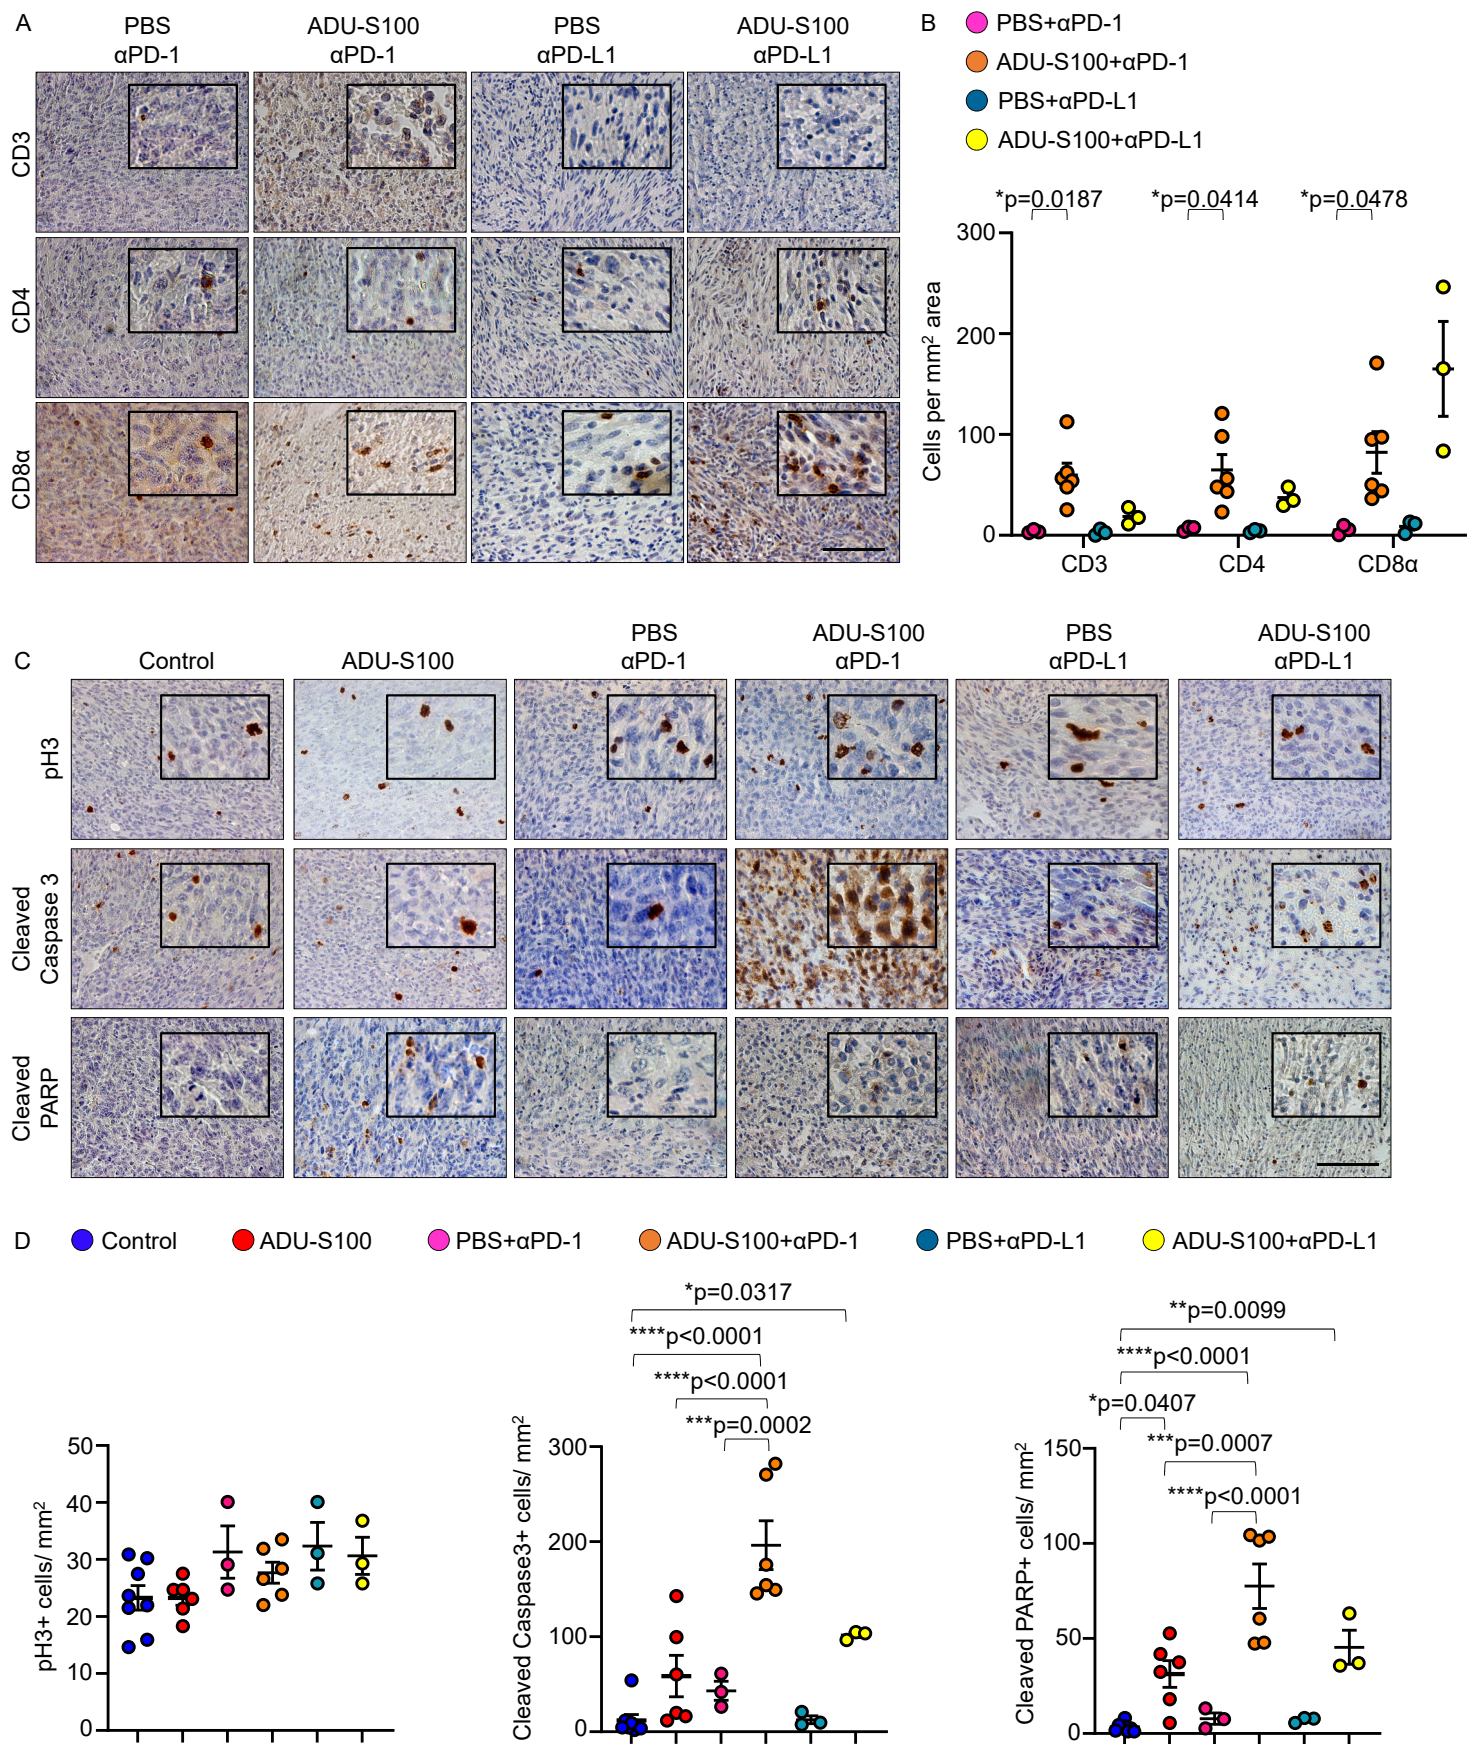 A
PBS
αPD-1
ADU-S100
αPD-1
PBS
αPD-L1
ADU-S100
αPD-L1
CD3
CD4
CD8α
B
PBS+αPD-1
ADU-S100+αPD-1
PBS+αPD-L1
ADU-S100+αPD-L1
*p=0.0187
*p=0.0414
*p=0.0478
Cells per mm² area
300
200
100
0
CD3
CD4
CD8α
C
Control
ADU-S100
PBS
αPD-1
ADU-S100
αPD-1
PBS
αPD-L1
ADU-S100
αPD-L1
pH3
Cleaved
Caspase 3
Cleaved
PARP
D
Control
ADU-S100
PBS+αPD-1
ADU-S100+αPD-1
PBS+αPD-L1
ADU-S100+αPD-L1
pH3+ cells/ mm²
50
40
30
20
10
0
*p=0.0317
****p<0.0001
****p<0.0001
***p=0.0002
Cleaved Caspase3+ cells/ mm²
300
200
100
0
**p=0.0099
****p<0.0001
*p=0.0407
***p=0.0007
****p<0.0001
Cleaved PARP+ cells/ mm²
150
100
50
0